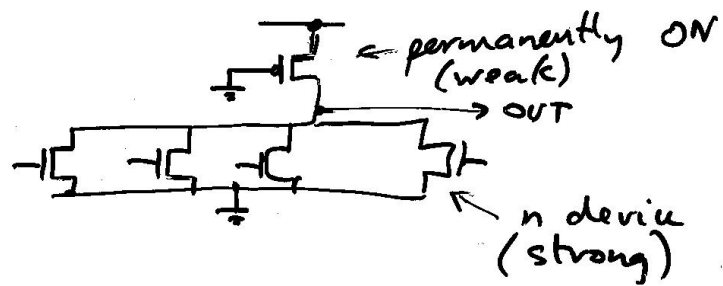 permanently ON
(weak)
OUT
n device
(strong)